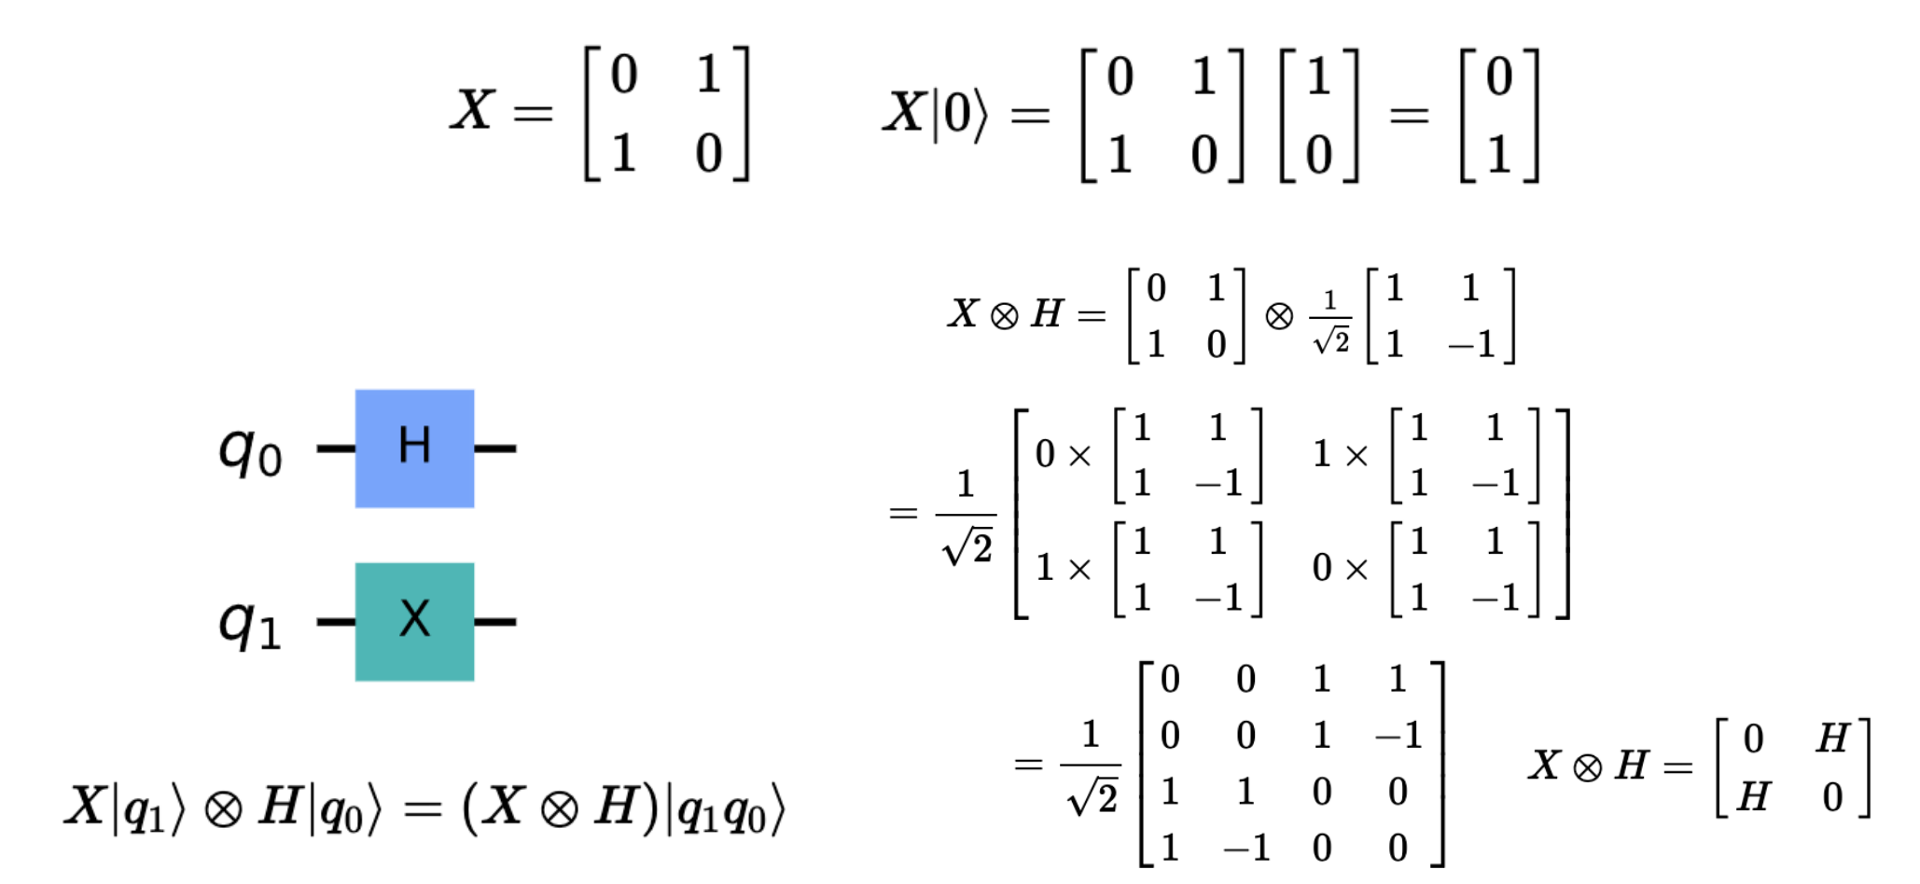 X = [0 1; 1 0]
X|0⟩ = [0 1; 1 0] [1; 0] = [0; 1]
X ⊗ H = [0 1; 1 0] ⊗ 1/√2 [1 1; 1 −1]
= 1/√2 [0 × [1 1; 1 −1] 1 × [1 1; 1 −1]; 1 × [1 1; 1 −1] 0 × [1 1; 1 −1]]
q₀ H
q₁ X
= 1/√2 [0 0 1 1; 0 0 1 −1; 1 1 0 0; 1 −1 0 0]
X ⊗ H = [0 H; H 0]
X|q₁⟩ ⊗ H|q₀⟩ = (X ⊗ H)|q₁q₀⟩